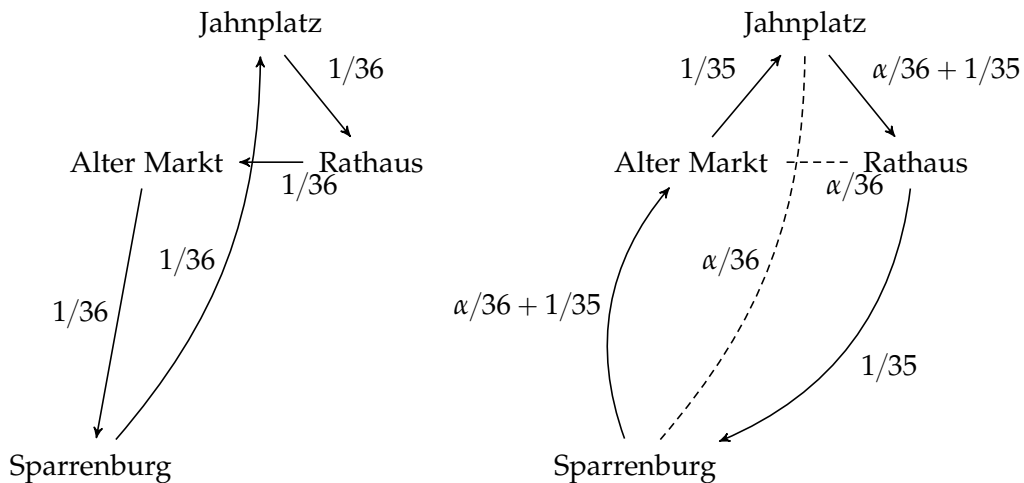 Jahnplatz
1/36
Alter Markt
Rathaus
1/36
1/36
1/36
Sparrenburg
Jahnplatz
1/35
α/36 + 1/35
Alter Markt
Rathaus
α/36
α/36
α/36 + 1/35
1/35
Sparrenburg